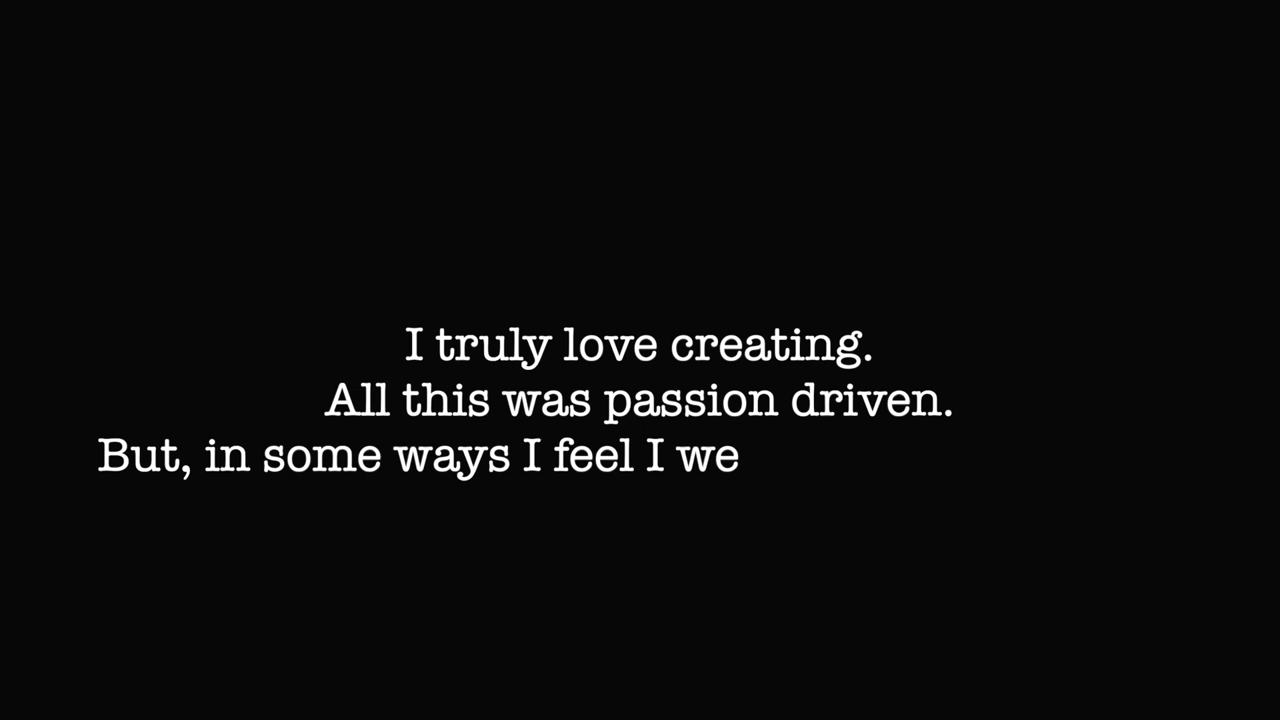 I truly love creating.
All this was passion driven.
But, in some ways I feel I we